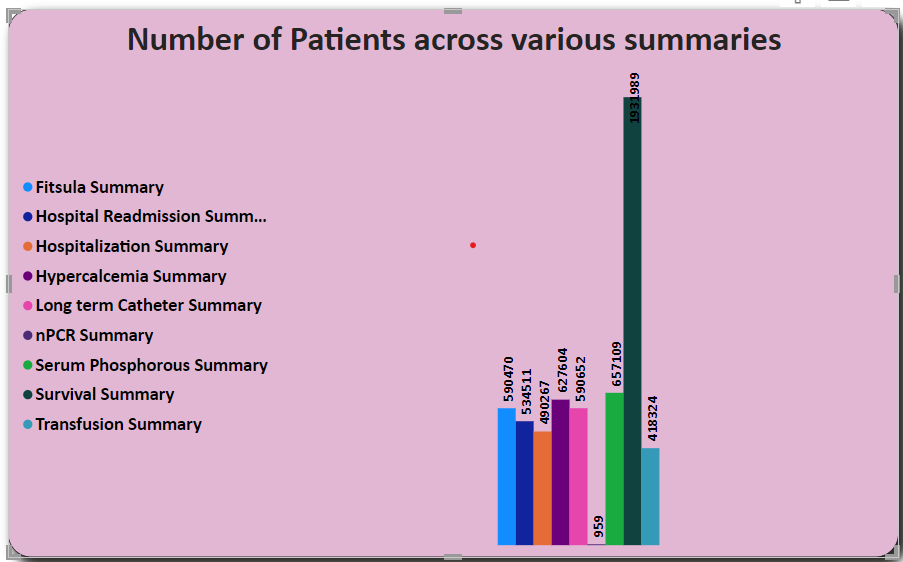 Number of Patients across various summaries
Fitsula Summary
Hospital Readmission Summ...
Hospitalization Summary
Hypercalcemia Summary
Long term Catheter Summary
nPCR Summary
Serum Phosphorous Summary
Survival Summary
Transfusion Summary
590470
534511
490267
627604
590652
959
657109
1931989
418324